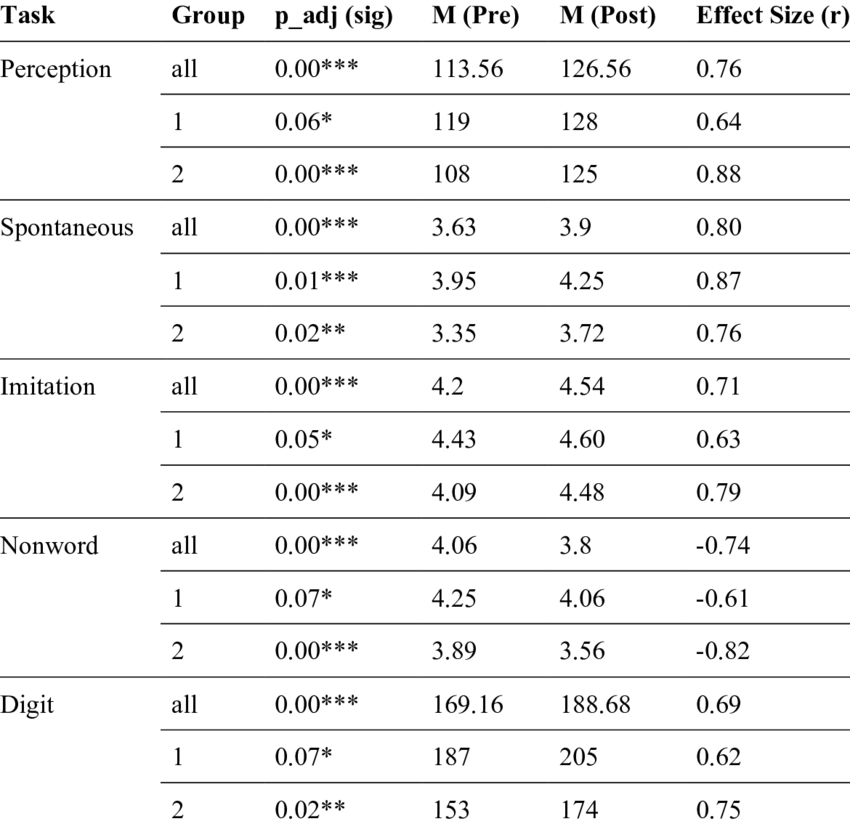 Task Group p_adj (sig) M (Pre) M (Post) Effect Size (r)
Perception all 0.00*** 113.56 126.56 0.76
1 0.06* 119 128 0.64
2 0.00*** 108 125 0.88
Spontaneous all 0.00*** 3.63 3.9 0.80
1 0.01*** 3.95 4.25 0.87
2 0.02** 3.35 3.72 0.76
Imitation all 0.00*** 4.2 4.54 0.71
1 0.05* 4.43 4.60 0.63
2 0.00*** 4.09 4.48 0.79
Nonword all 0.00*** 4.06 3.8 -0.74
1 0.07* 4.25 4.06 -0.61
2 0.00*** 3.89 3.56 -0.82
Digit all 0.00*** 169.16 188.68 0.69
1 0.07* 187 205 0.62
2 0.02** 153 174 0.75